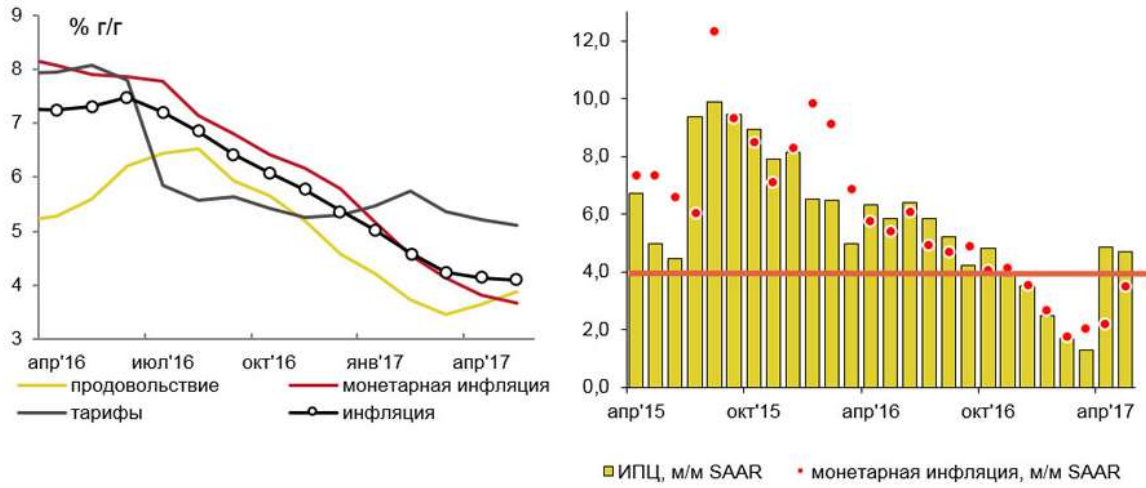 % г/г
9
8
7
6
5
4
3
апр'16 июл'16 окт'16 янв'17 апр'17
продовольствие монетарная инфляция
тарифы инфляция
12,0
10,0
8,0
6,0
4,0
2,0
0,0
апр'15 окт'15 апр'16 окт'16 апр'17
ИПЦ, м/м SAAR монетарная инфляция, м/м SAAR